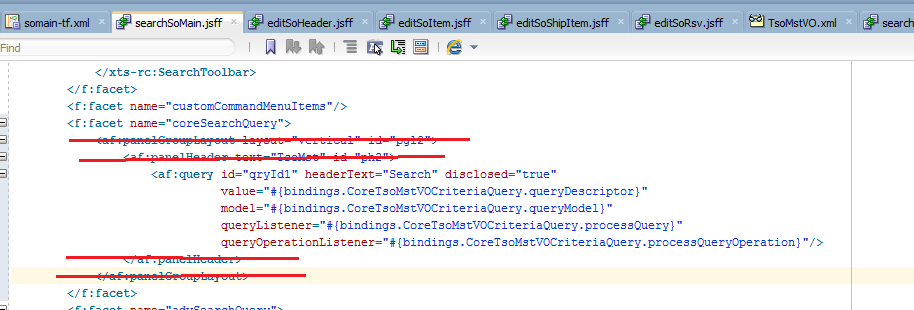 somain-tf.xml searchSoMain.jsff editSoHeader.jsff editSoItem.jsff editSoShipItem.jsff editSoRsv.jsff TsoMstVO.xml search
Find
</xts-rc:SearchToolbar>
</f:facet>
<f:facet name="customCommandMenuItems"/>
<f:facet name="coreSearchQuery">
<af:panelGroupLayout layout="vertical" id="pgl2">
<af:panelHeader text="TsoMst" id="ph2">
<af:query id="qryId1" headerText="Search" disclosed="true"
value="#{bindings.CoreTsoMstVOCriteriaQuery.queryDescriptor}"
model="#{bindings.CoreTsoMstVOCriteriaQuery.queryModel}"
queryListener="#{bindings.CoreTsoMstVOCriteriaQuery.processQuery}"
queryOperationListener="#{bindings.CoreTsoMstVOCriteriaQuery.processQueryOperation}"/>
</af:panelHeader>
</af:panelGroupLayout>
</f:facet>
<f:facet name="advSearchQuery">